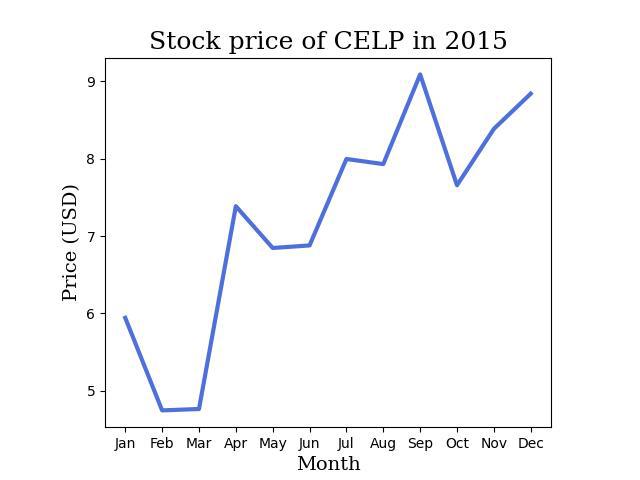 Stock price of CELP in 2015
Price (USD)
9
8
7
6
5
Jan Feb Mar Apr May Jun Jul Aug Sep Oct Nov Dec
Month